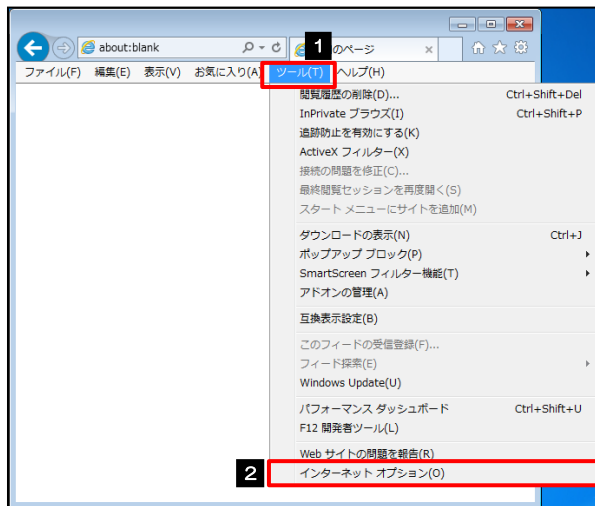 about:blank
1
のページ
ファイル(F) 編集(E) 表示(V) お気に入り(A) ツール(T) ヘルプ(H)
閲覧履歴の削除(D)... Ctrl+Shift+Del
InPrivate ブラウズ(I) Ctrl+Shift+P
追跡防止を有効にする(K)
ActiveX フィルター(X)
接続の問題を修正(C)...
最終閲覧セッションを再度開く(S)
スタート メニューにサイトを追加(M)
ダウンロードの表示(N) Ctrl+J
ポップアップ ブロック(P)
SmartScreen フィルター機能(T)
アドオンの管理(A)
互換表示設定(B)
このフィードの受信登録(F)...
フィード探索(E)
Windows Update(U)
パフォーマンス ダッシュボード Ctrl+Shift+U
F12 開発者ツール(L)
Web サイトの問題を報告(R)
2
インターネット オプション(O)